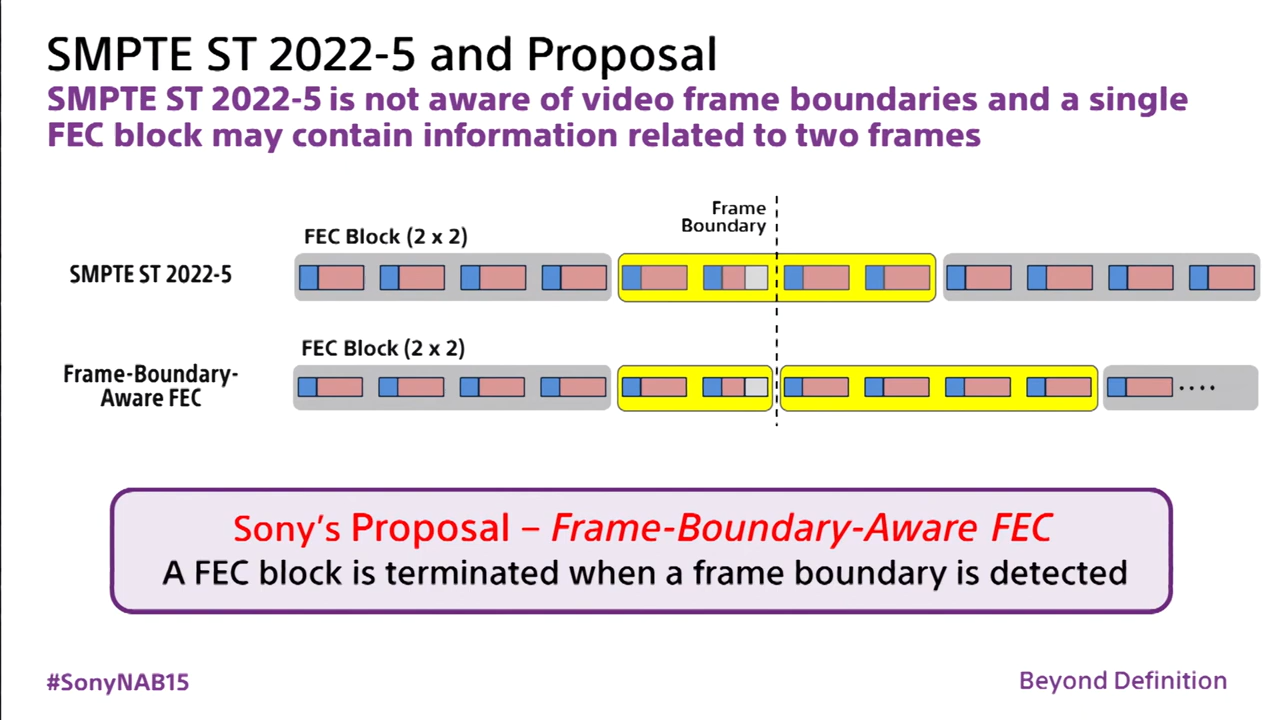 SMPTE ST 2022-5 and Proposal
SMPTE ST 2022-5 is not aware of video frame boundaries and a single
FEC block may contain information related to two frames
Frame
Boundary
FEC Block (2 x 2)
SMPTE ST 2022-5
FEC Block (2 x 2)
Frame-Boundary-
Aware FEC
....
Sony's Proposal – Frame-Boundary-Aware FEC
A FEC block is terminated when a frame boundary is detected
#SonyNAB15
Beyond Definition